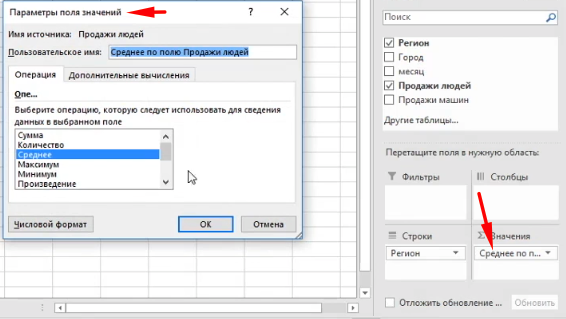 Параметры поля значений
?
Имя источника: Продажи людей
Пользовательское имя: Среднее по полю Продажи людей
Операция
Дополнительные вычисления
Опе...
Выберите операцию, которую следует использовать для сведения
данных в выбранном поле
Сумма
Количество
Среднее
Максимум
Минимум
Произведение
Числовой формат
ОК
Отмена
Поиск
Регион
Город
месяц
Продажи людей
Продажи машин
Другие таблицы...
Перетащите поля в нужную область:
Фильтры
Столбцы
Строки
Σ Значения
Регион
Среднее по п...
Отложить обновление ...
Обновить